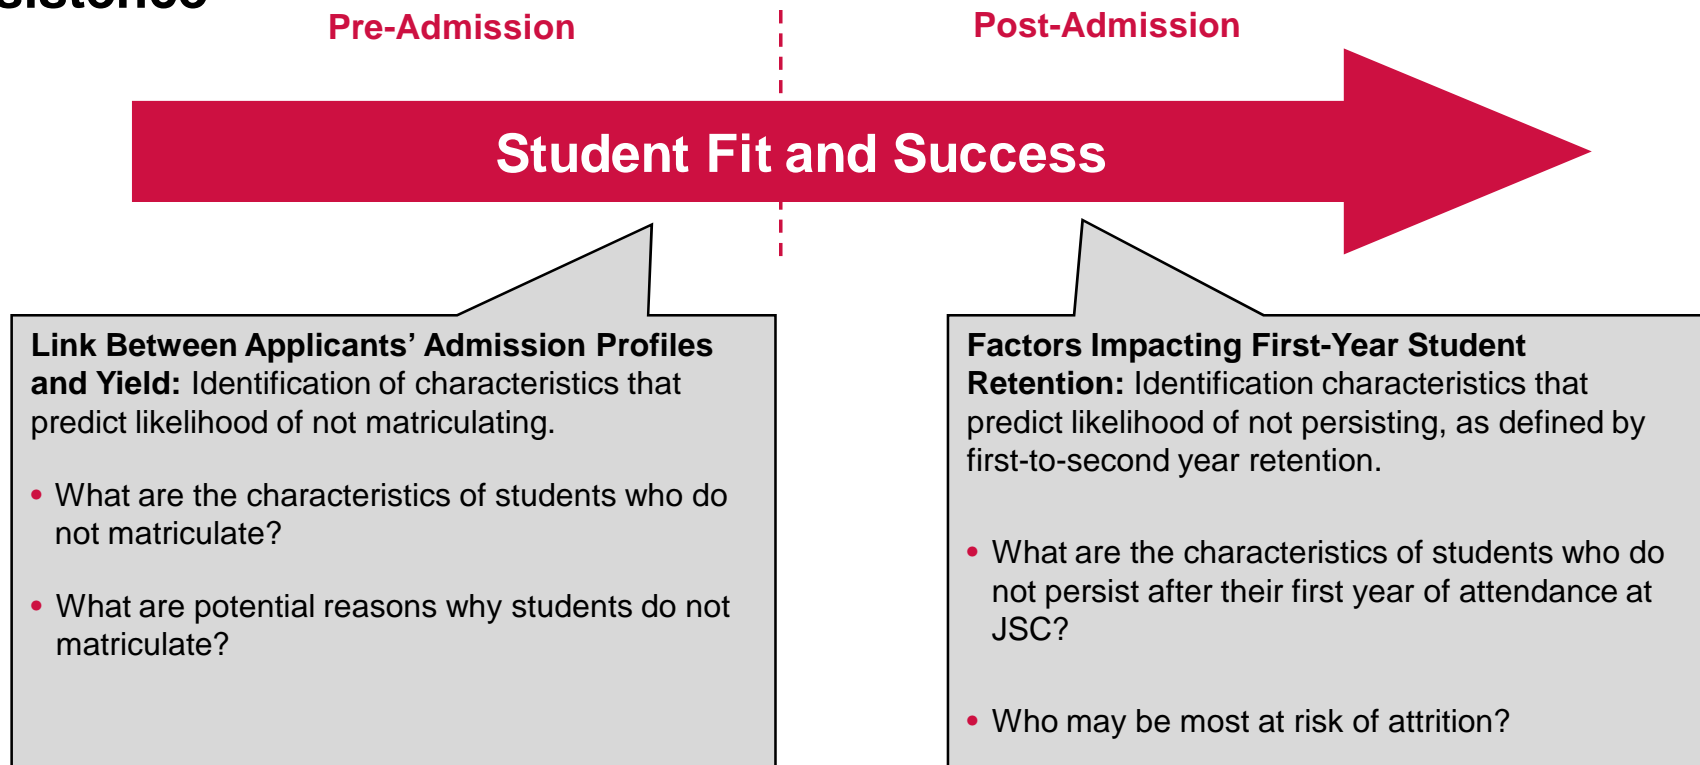 Pre-Admission
Post-Admission
Student Fit and Success
Link Between Applicants’ Admission Profiles
and Yield: Identification of characteristics that
predict likelihood of not matriculating.
• What are the characteristics of students who do
not matriculate?
• What are potential reasons why students do not
matriculate?
Factors Impacting First-Year Student
Retention: Identification characteristics that
predict likelihood of not persisting, as defined by
first-to-second year retention.
• What are the characteristics of students who do
not persist after their first year of attendance at
JSC?
• Who may be most at risk of attrition?